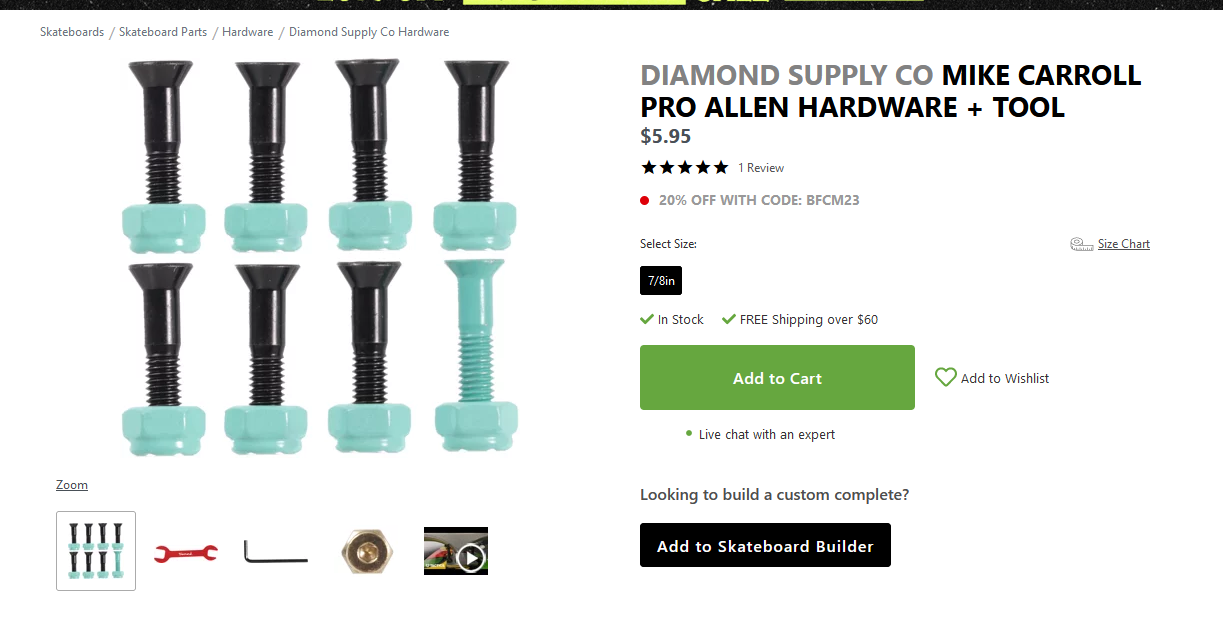 Skateboards / Skateboard Parts / Hardware / Diamond Supply Co Hardware
DIAMOND SUPPLY CO MIKE CARROLL
PRO ALLEN HARDWARE + TOOL
$5.95
1 Review
20% OFF WITH CODE: BFCM23
Select Size:
Size Chart
7/8in
In Stock
FREE Shipping over $60
Add to Cart
Add to Wishlist
Live chat with an expert
Zoom
Looking to build a custom complete?
Add to Skateboard Builder